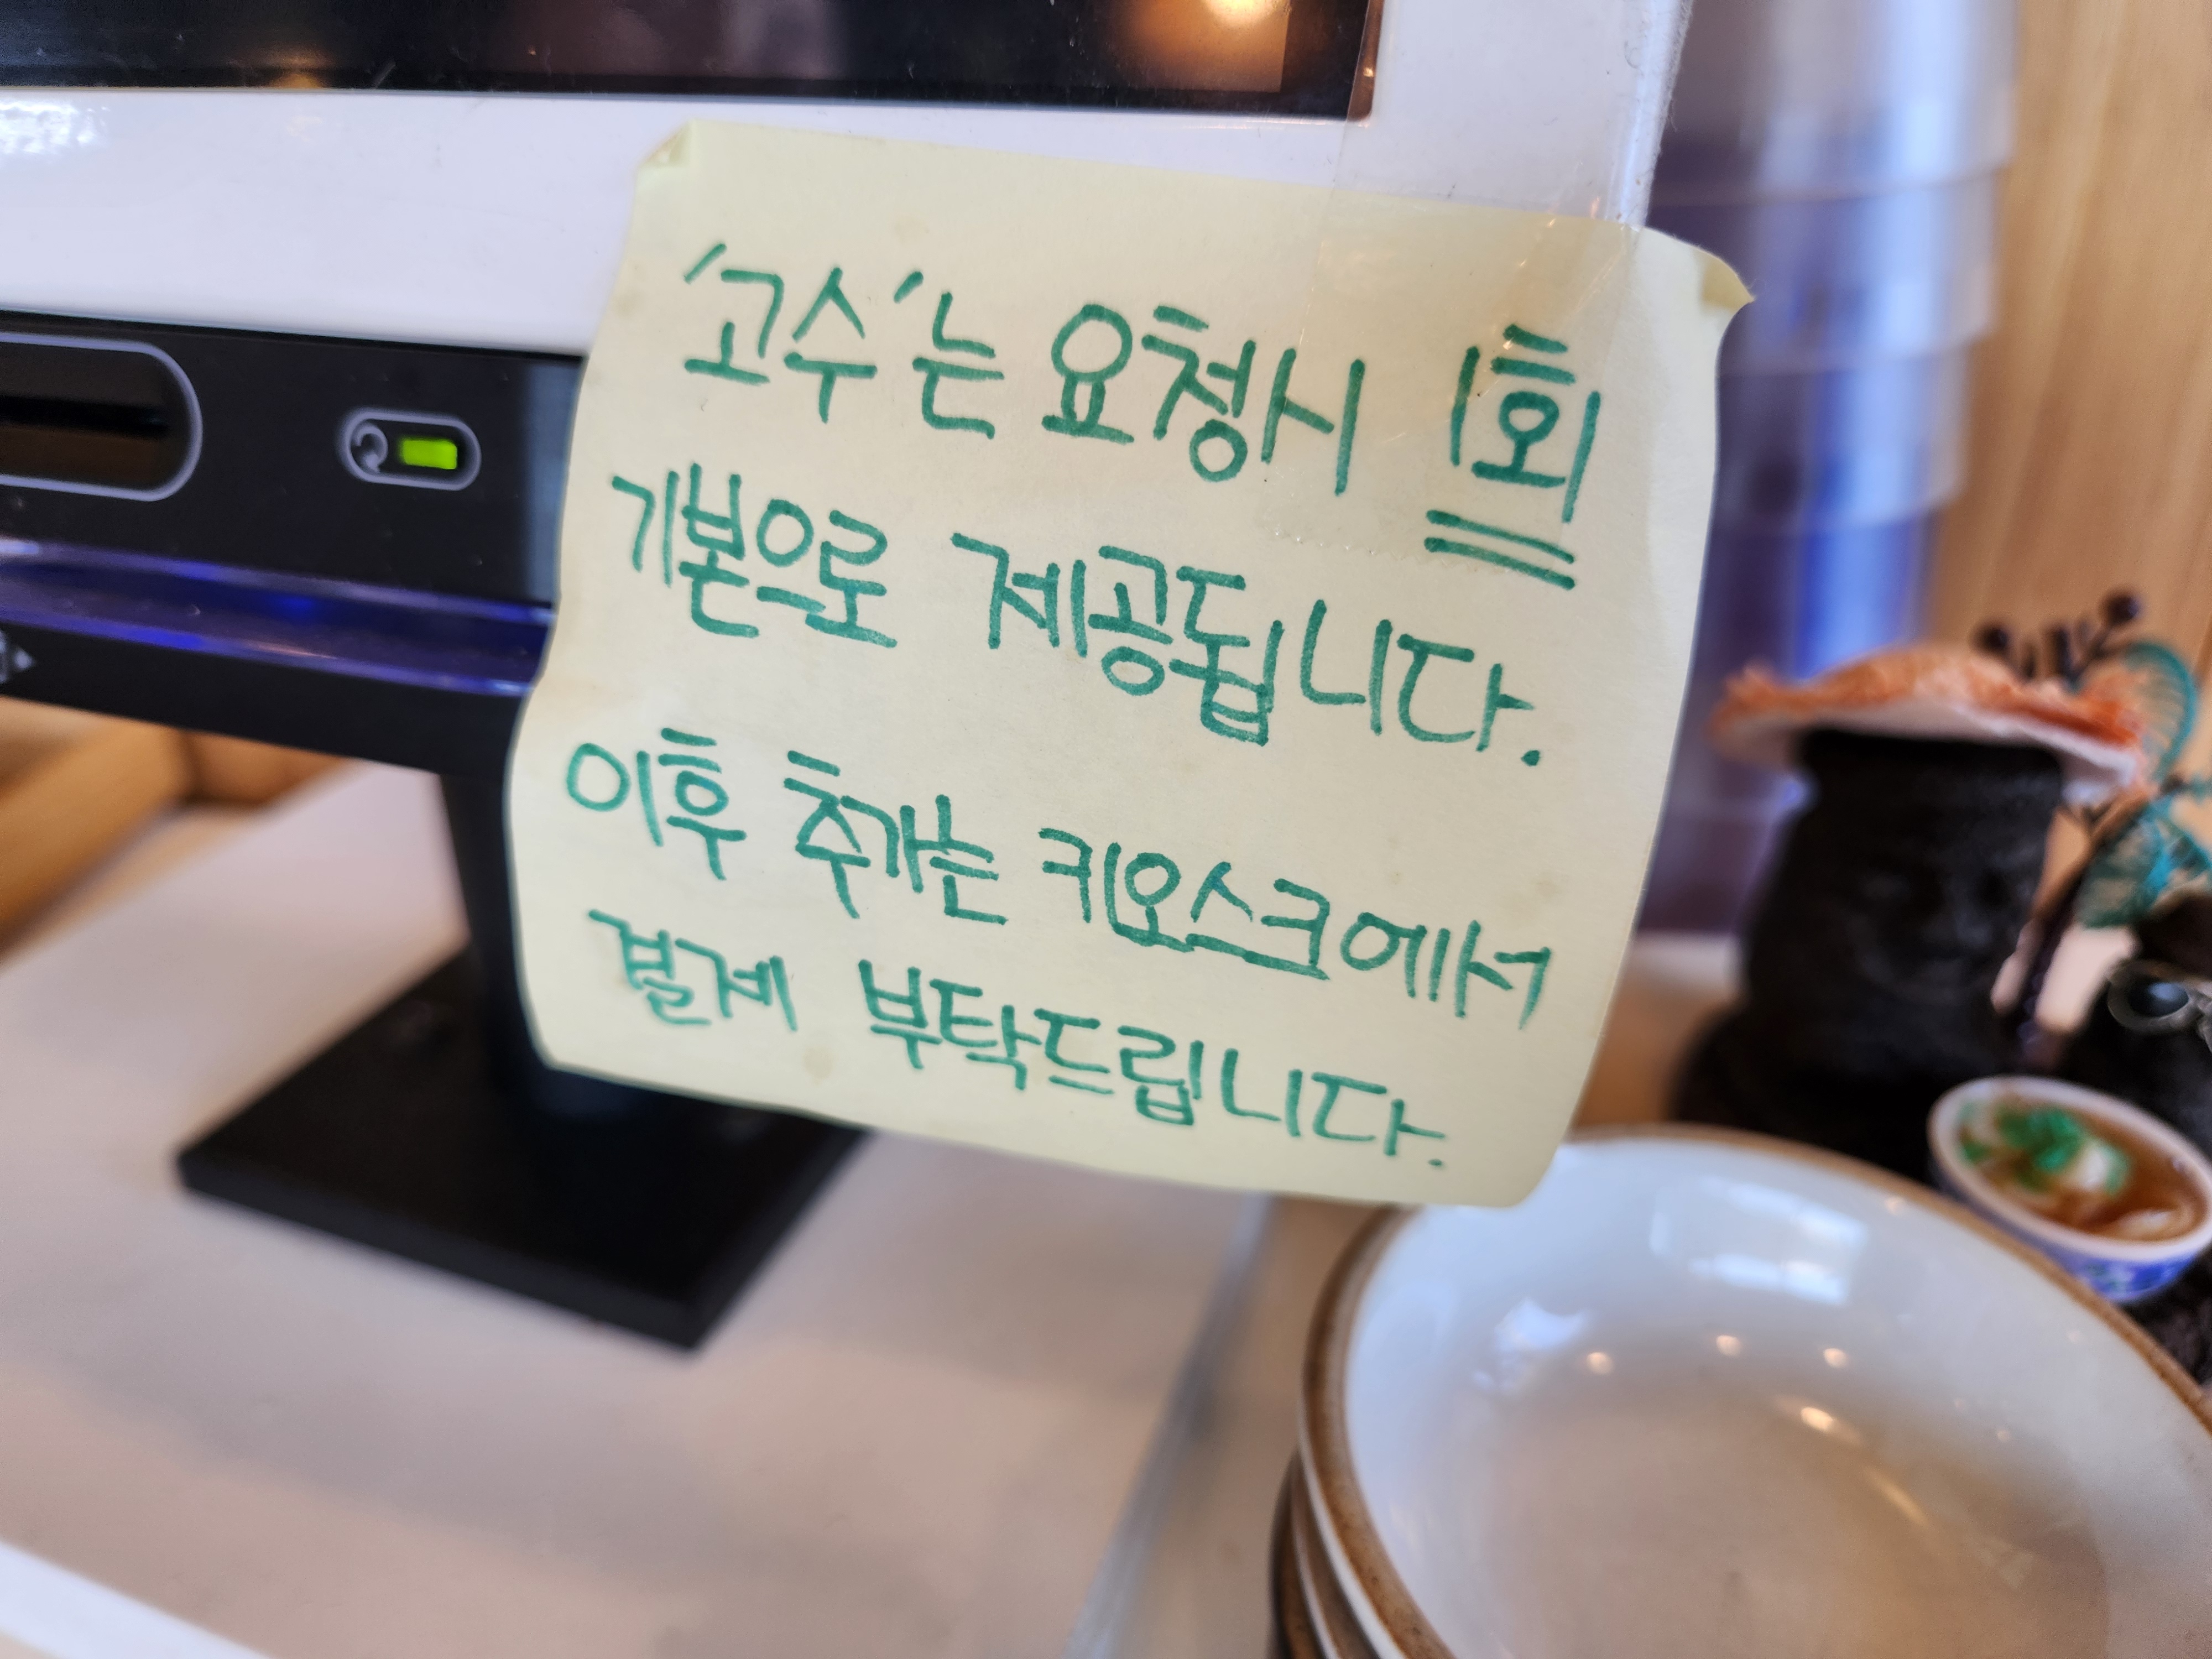 '고수'는 요청시 1회
기본으로 제공됩니다.
이후 추가는 키오스크에서
결제 부탁드립니다.